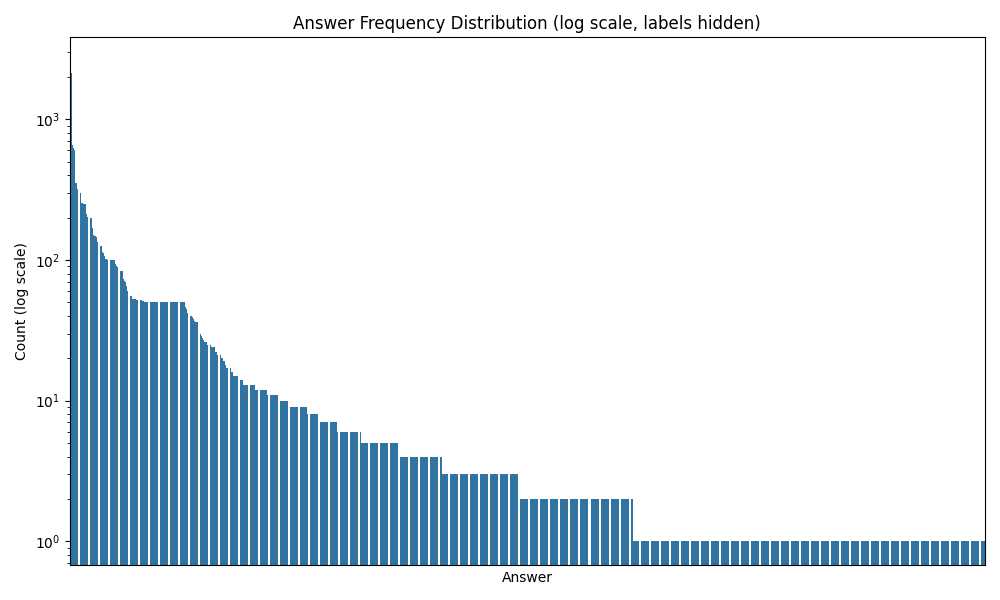 Answer Frequency Distribution (log scale, labels hidden)
Count (log scale)
10³
10²
10¹
10⁰
Answer